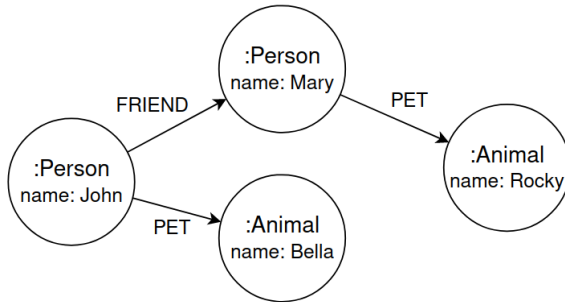 :Person
name: Mary
FRIEND
PET
:Person
name: John
:Animal
name: Rocky
PET
:Animal
name: Bella